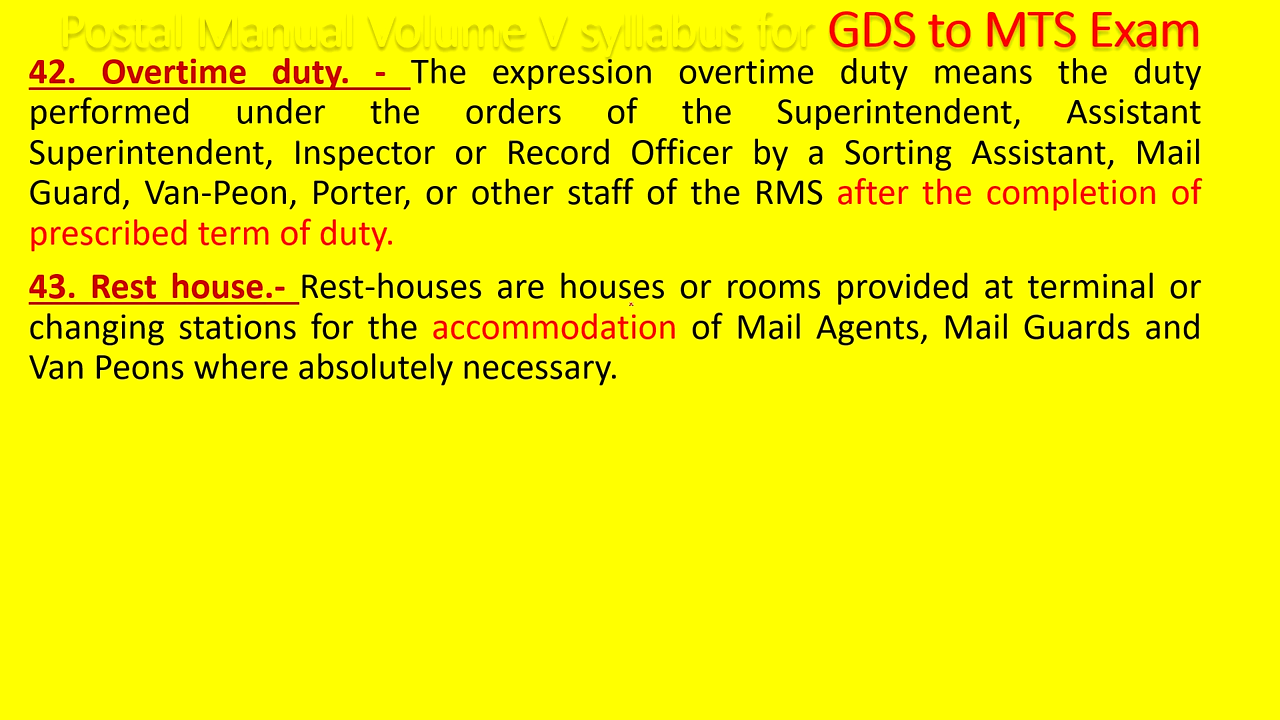 Postal Manual Volume V syllabus for GDS to MTS Exam
42. Overtime duty. - The expression overtime duty means the duty
performed under the orders of the Superintendent, Assistant
Superintendent, Inspector or Record Officer by a Sorting Assistant, Mail
Guard, Van-Peon, Porter, or other staff of the RMS after the completion of
prescribed term of duty.
43. Rest house.- Rest-houses are houses or rooms provided at terminal or
changing stations for the accommodation of Mail Agents, Mail Guards and
Van Peons where absolutely necessary.